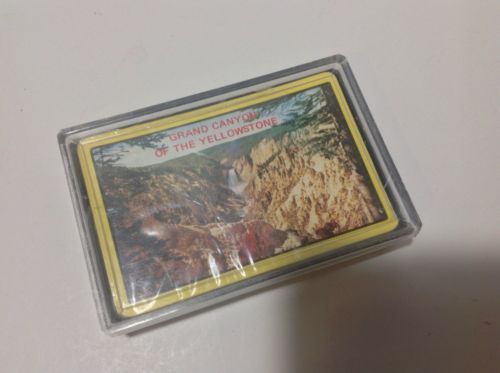 GRAND CANYON
OF THE YELLOWSTONE